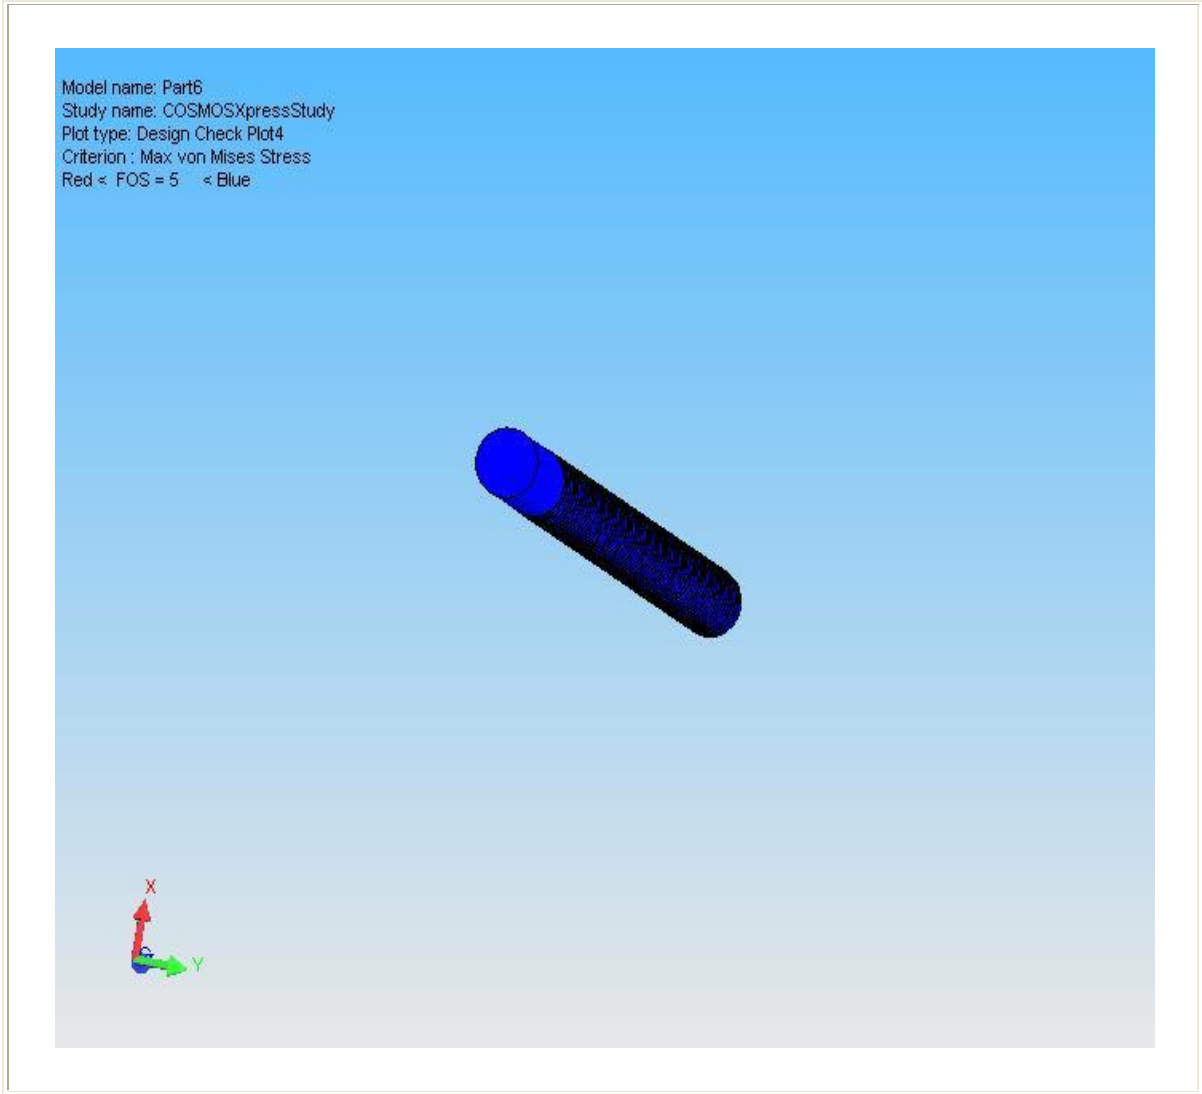 Model name: Part6
Study name: COSMOSXpressStudy
Plot type: Design Check Plot4
Criterion : Max von Mises Stress
Red < FOS = 5 < Blue
X
Y